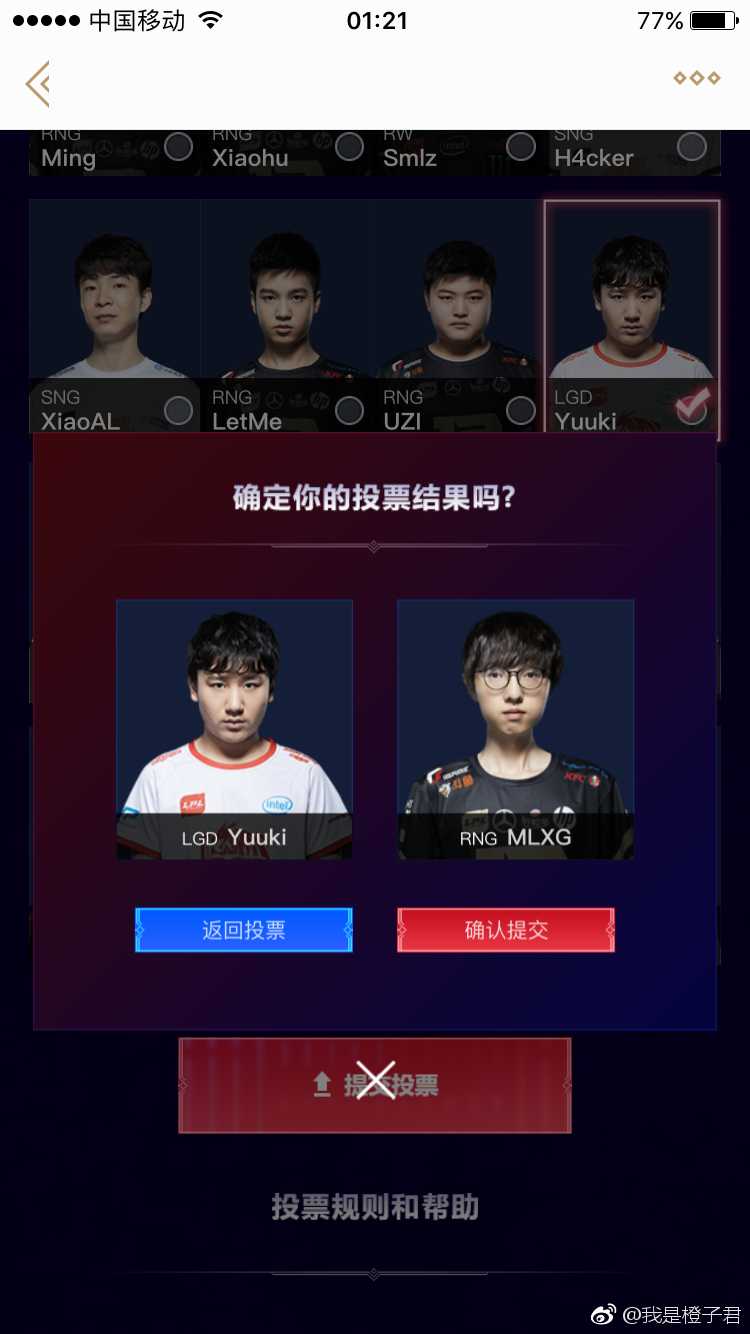 中国移动 01:21 77%
RNG RNG RW SNG
Ming Xiaohu Smlz H4cker
SNG RNG RNG LGD
XiaoAL LetMe UZI Yuuki
确定你的投票结果吗?
LPL intel KFC
LGD Yuuki RNG MLXG
返回投票 确认提交
提交投票
投票规则和帮助
@我是橙子君